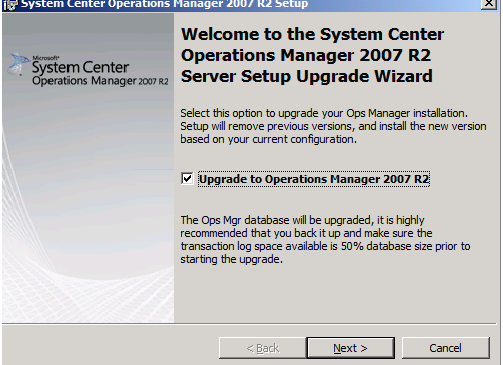 System Center Operations Manager 2007 R2 Setup
Microsoft
System Center
Operations Manager 2007 R2
Welcome to the System Center
Operations Manager 2007 R2
Server Setup Upgrade Wizard
Select this option to upgrade your Ops Manager installation.
Setup will remove previous versions, and install the new version
based on your current configuration.
Upgrade to Operations Manager 2007 R2
The Ops Mgr database will be upgraded, it is highly
recommended that you back it up and make sure the
transaction log space available is 50% database size prior to
starting the upgrade.
< Back
Next >
Cancel